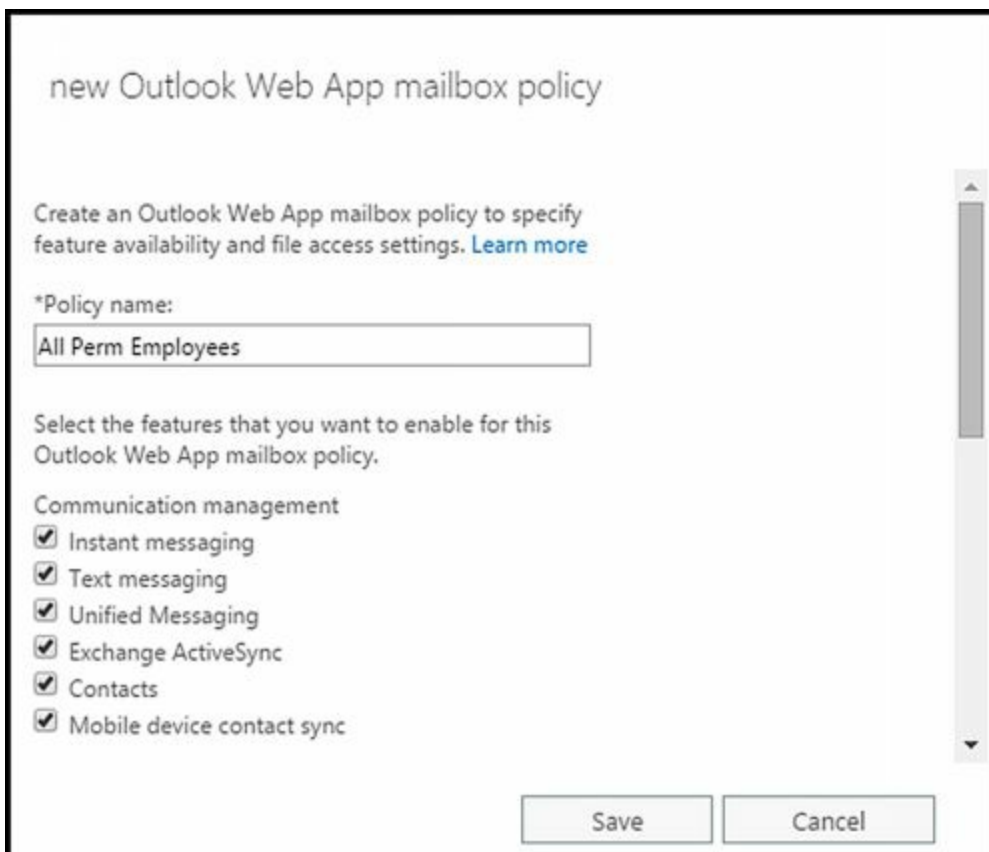 new Outlook Web App mailbox policy
Create an Outlook Web App mailbox policy to specify
feature availability and file access settings. Learn more
*Policy name:
All Perm Employees
Select the features that you want to enable for this
Outlook Web App mailbox policy.
Communication management
Instant messaging
Text messaging
Unified Messaging
Exchange ActiveSync
Contacts
Mobile device contact sync
Save Cancel